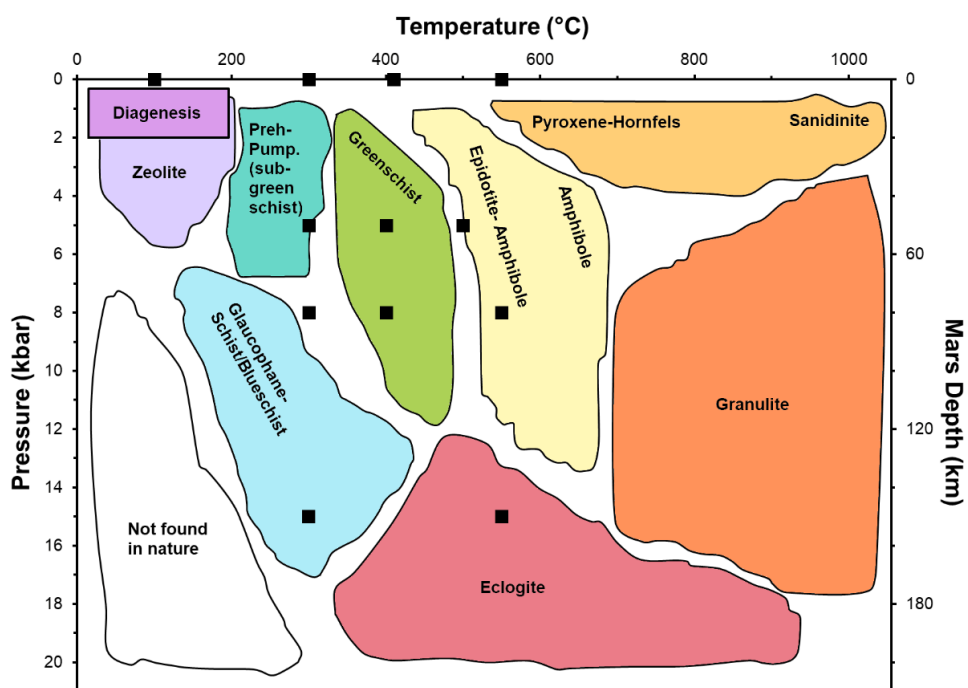 Temperature (°C)
0 200 400 600 800 1000
Pressure (kbar)
0
2
4
6
8
10
12
14
16
18
20
Mars Depth (km)
0
60
120
180
Diagenesis
Zeolite
Preh-
Pump.
(sub-
green
schist)
Greenschist
Epidotite- Amphibole
Amphibole
Pyroxene-Hornfels
Sanidinite
Glaucophane-
Schist/Blueschist
Granulite
Not found
in nature
Eclogite